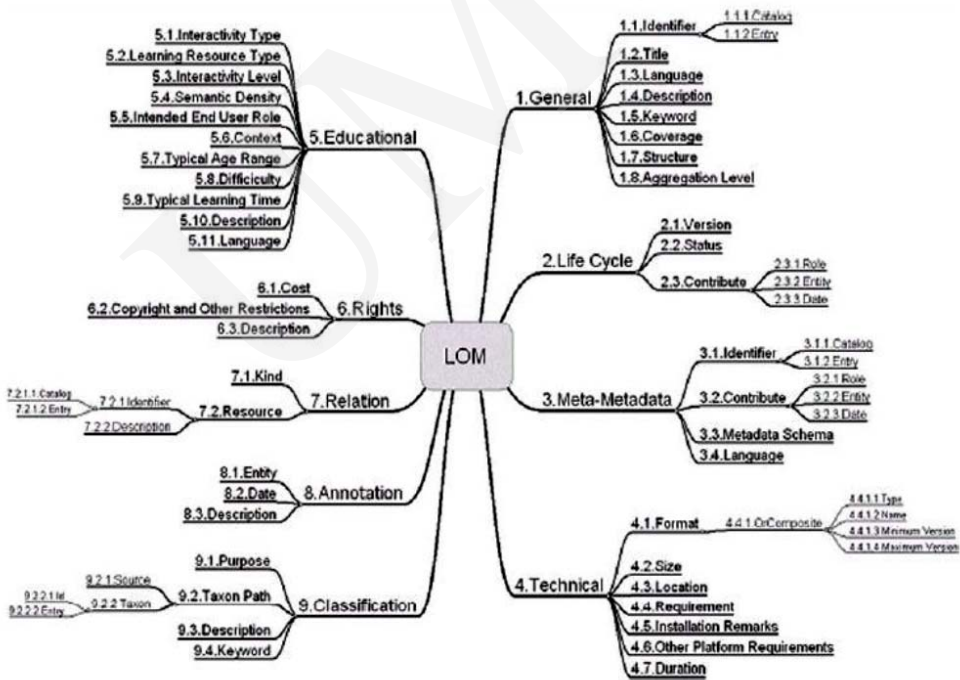 LOM
1.General
1.1.Identifier
1.1.1.Catalog
1.1.2 Entry
1.2.Title
1.3.Language
1.4.Description
1.5.Keyword
1.6.Coverage
1.7.Structure
1.8.Aggregation Level
2.Life Cycle
2.1.Version
2.2.Status
2.3.Contribute
2.3.1 Role
2.3.2 Entity
2.3.3 Date
3.Meta-Metadata
3.1.Identifier
3.1.1.Catalog
3.1.2 Entry
3.2.Contribute
3.2.1 Role
3.2.2 Entity
3.2.3 Date
3.3.Metadata Schema
3.4.Language
4.Technical
4.1.Format
4.4.1.OrComposite
4.4.1.1 Type
4.4.1.2 Name
4.4.1.3 Minimum Version
4.4.1.4 Maximum Version
4.2.Size
4.3.Location
4.4.Requirement
4.5.Installation Remarks
4.6.Other Platform Requirements
4.7.Duration
5.Educational
5.1.Interactivity Type
5.2.Learning Resource Type
5.3.Interactivity Level
5.4.Semantic Density
5.5.Intended End User Role
5.6.Context
5.7.Typical Age Range
5.8.Difficiculty
5.9.Typical Learning Time
5.10.Description
5.11.Language
6.Rights
6.1.Cost
6.2.Copyright and Other Restrictions
6.3.Description
7.Relation
7.1.Kind
7.2.Resource
7.2.1.Identifier
7.2.1.1.Catalog
7.2.1.2 Entry
7.2.2 Description
8.Annotation
8.1.Entity
8.2.Date
8.3.Description
9.Classification
9.1.Purpose
9.2.Taxon Path
9.2.1 Source
9.2.2 Taxon
9.2.2.1 Id
9.2.2.2 Entry
9.3.Description
9.4.Keyword
UM